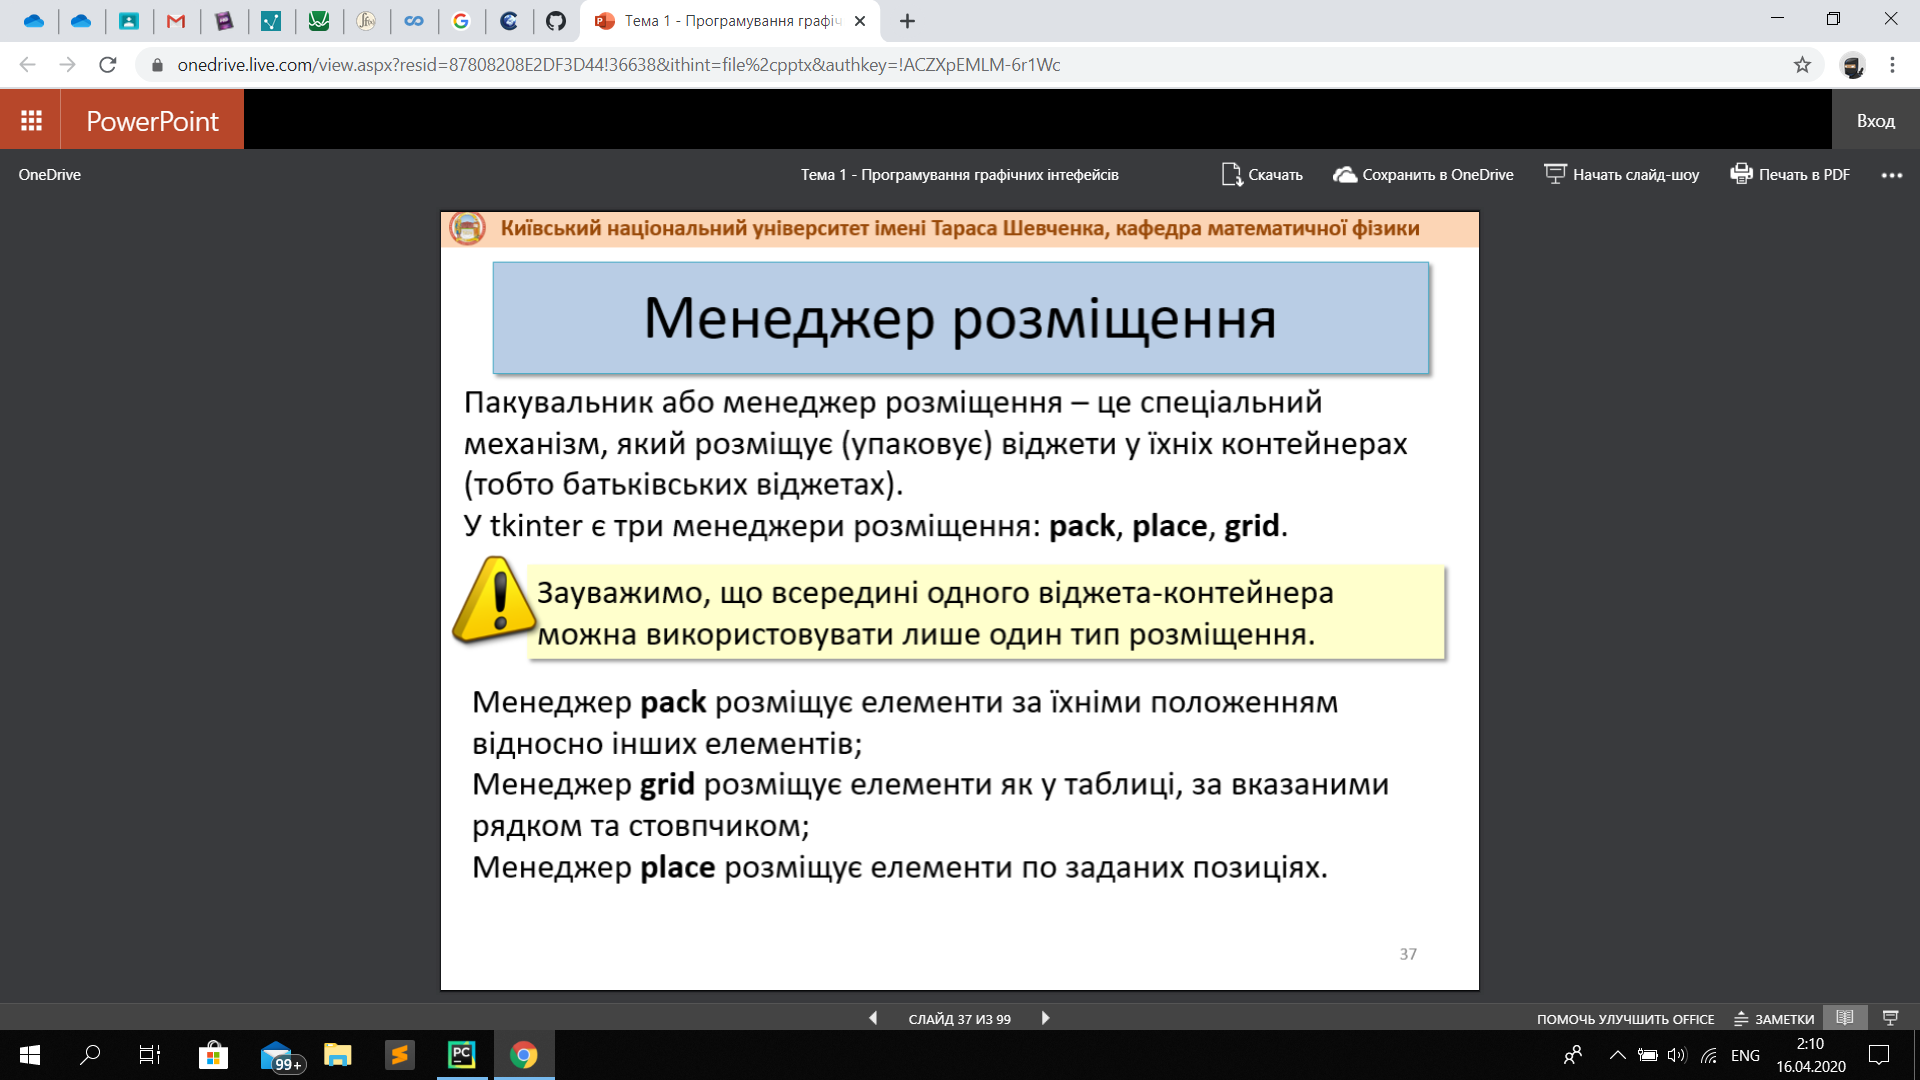 Тема 1 - Програмування графіч
onedrive.live.com/view.aspx?resid=87808208E2DF3D44!36638&ithint=file%2cpptx&authkey=!ACZXpEMLM-6r1Wc
PowerPoint
Вход
OneDrive
Тема 1 - Програмування графічних інтефейсів
Скачать
Сохранить в OneDrive
Начать слайд-шоу
Печать в PDF
Київський національний університет імені Тараса Шевченка, кафедра математичної фізики
Менеджер розміщення
Пакувальник або менеджер розміщення – це спеціальний
механізм, який розміщує (упаковує) віджети у їхніх контейнерах
(тобто батьківських віджетах).
У tkinter є три менеджери розміщення: pack, place, grid.
Зауважимо, що всередині одного віджета-контейнера
можна використовувати лише один тип розміщення.
Менеджер pack розміщує елементи за їхніми положенням
відносно інших елементів;
Менеджер grid розміщує елементи як у таблиці, за вказаними
рядком та стовпчиком;
Менеджер place розміщує елементи по заданих позиціях.
37
СЛАЙД 37 ИЗ 99
ПОМОЧЬ УЛУЧШИТЬ OFFICE
ЗАМЕТКИ
99+
PC
ENG
2:10
16.04.2020